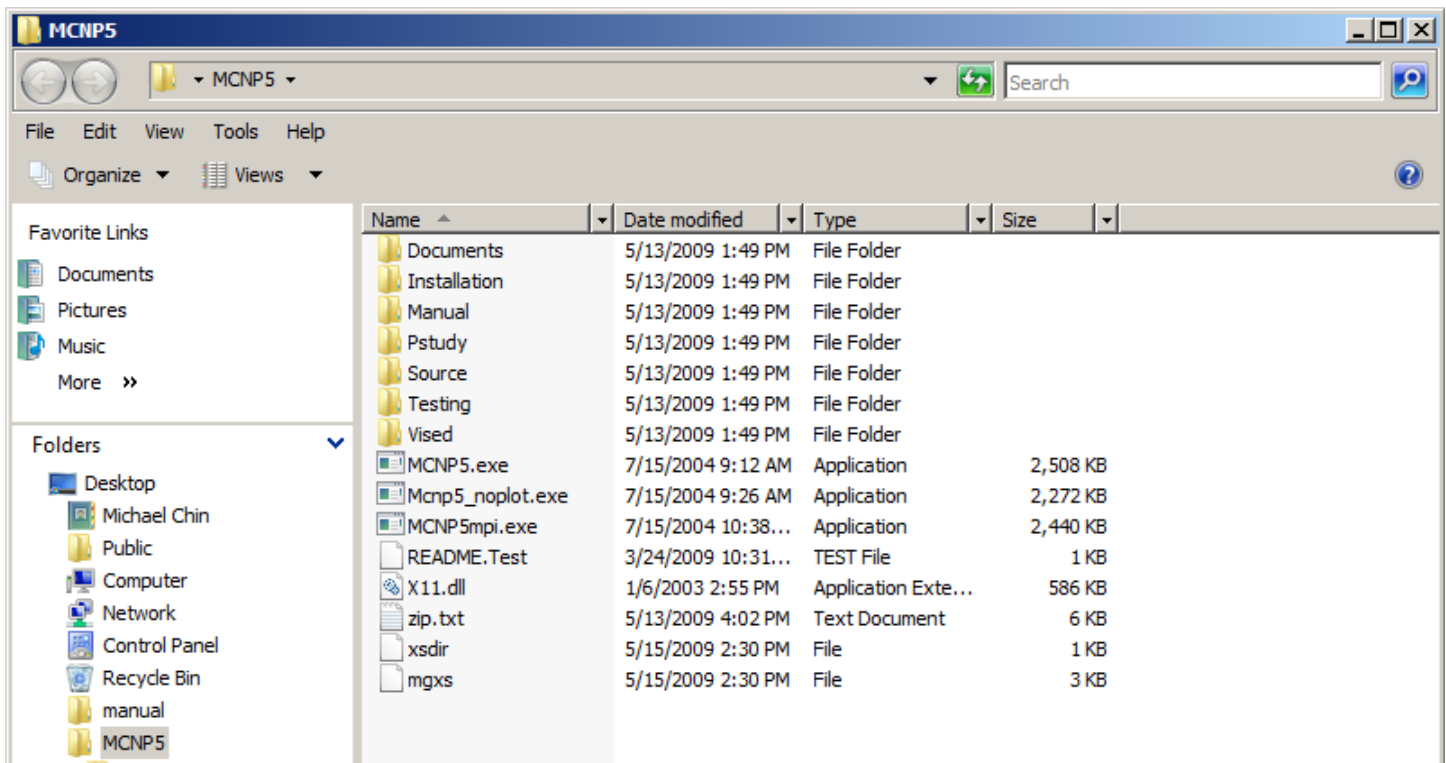 MCNP5
MCNP5
Search
File Edit View Tools Help
Organize Views
Favorite Links
Documents
Pictures
Music
More »
Folders
Desktop
Michael Chin
Public
Computer
Network
Control Panel
Recycle Bin
manual
MCNP5
Name Date modified Type Size
Documents 5/13/2009 1:49 PM File Folder
Installation 5/13/2009 1:49 PM File Folder
Manual 5/13/2009 1:49 PM File Folder
Pstudy 5/13/2009 1:49 PM File Folder
Source 5/13/2009 1:49 PM File Folder
Testing 5/13/2009 1:49 PM File Folder
Vised 5/13/2009 1:49 PM File Folder
MCNP5.exe 7/15/2004 9:12 AM Application 2,508 KB
Mcnp5_noplot.exe 7/15/2004 9:26 AM Application 2,272 KB
MCNP5mpi.exe 7/15/2004 10:38... Application 2,440 KB
README.Test 3/24/2009 10:31... TEST File 1 KB
X11.dll 1/6/2003 2:55 PM Application Exte... 586 KB
zip.txt 5/13/2009 4:02 PM Text Document 6 KB
xsdir 5/15/2009 2:30 PM File 1 KB
mgxs 5/15/2009 2:30 PM File 3 KB